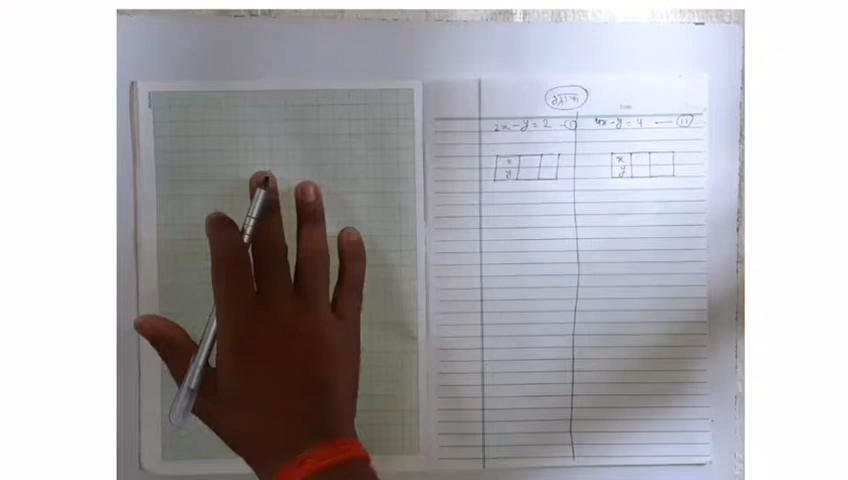 2x - y = 2 - (I) 4x - y = 4 — (II)
x x
y y